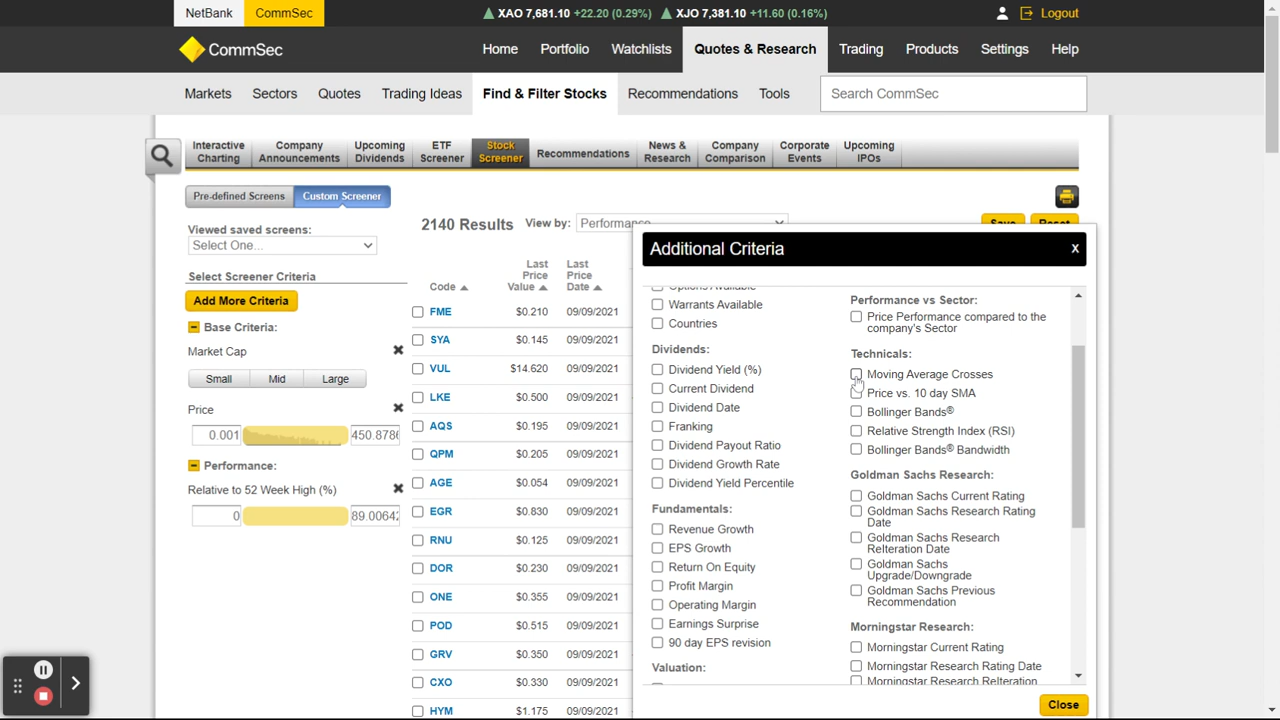 NetBank CommSec XAO 7,681.10 +22.20 (0.29%) XJO 7,381.10 +11.60 (0.16%) Logout
CommSec Home Portfolio Watchlists Quotes & Research Trading Products Settings Help
Markets Sectors Quotes Trading Ideas Find & Filter Stocks Recommendations Tools Search CommSec
Interactive Charting
Company Announcements
Upcoming Dividends
ETF Screener
Stock Screener
Recommendations
News & Research
Company Comparison
Corporate Events
Upcoming IPOs
Pre-defined Screens Custom Screener
Viewed saved screens:
Select One...
Select Screener Criteria
Add More Criteria
Base Criteria:
Market Cap
Small Mid Large
Price
0.001 450.878
Performance:
Relative to 52 Week High (%)
0 89.0064
2140 Results View by: Performance Save Reset
Code Last Price Value Last Price Date
FME $0.210 09/09/2021
SYA $0.145 09/09/2021
VUL $14.620 09/09/2021
LKE $0.500 09/09/2021
AQS $0.195 09/09/2021
QPM $0.205 09/09/2021
AGE $0.054 09/09/2021
EGR $0.830 09/09/2021
RNU $0.125 09/09/2021
DOR $0.230 09/09/2021
ONE $0.355 09/09/2021
POD $0.515 09/09/2021
GRV $0.350 09/09/2021
CXO $0.330 09/09/2021
HYM $1.175 09/09/2021
Additional Criteria x
Options Available
Warrants Available
Countries
Dividends:
Dividend Yield (%)
Current Dividend
Dividend Date
Franking
Dividend Payout Ratio
Dividend Growth Rate
Dividend Yield Percentile
Fundamentals:
Revenue Growth
EPS Growth
Return On Equity
Profit Margin
Operating Margin
Earnings Surprise
90 day EPS revision
Valuation:
Performance vs Sector:
Price Performance compared to the
company's Sector
Technicals:
Moving Average Crosses
Price vs. 10 day SMA
Bollinger Bands®
Relative Strength Index (RSI)
Bollinger Bands® Bandwidth
Goldman Sachs Research:
Goldman Sachs Current Rating
Goldman Sachs Research Rating
Date
Goldman Sachs Research
Relteration Date
Goldman Sachs
Upgrade/Downgrade
Goldman Sachs Previous
Recommendation
Morningstar Research:
Morningstar Current Rating
Morningstar Research Rating Date
Morningstar Research Relteration
Close